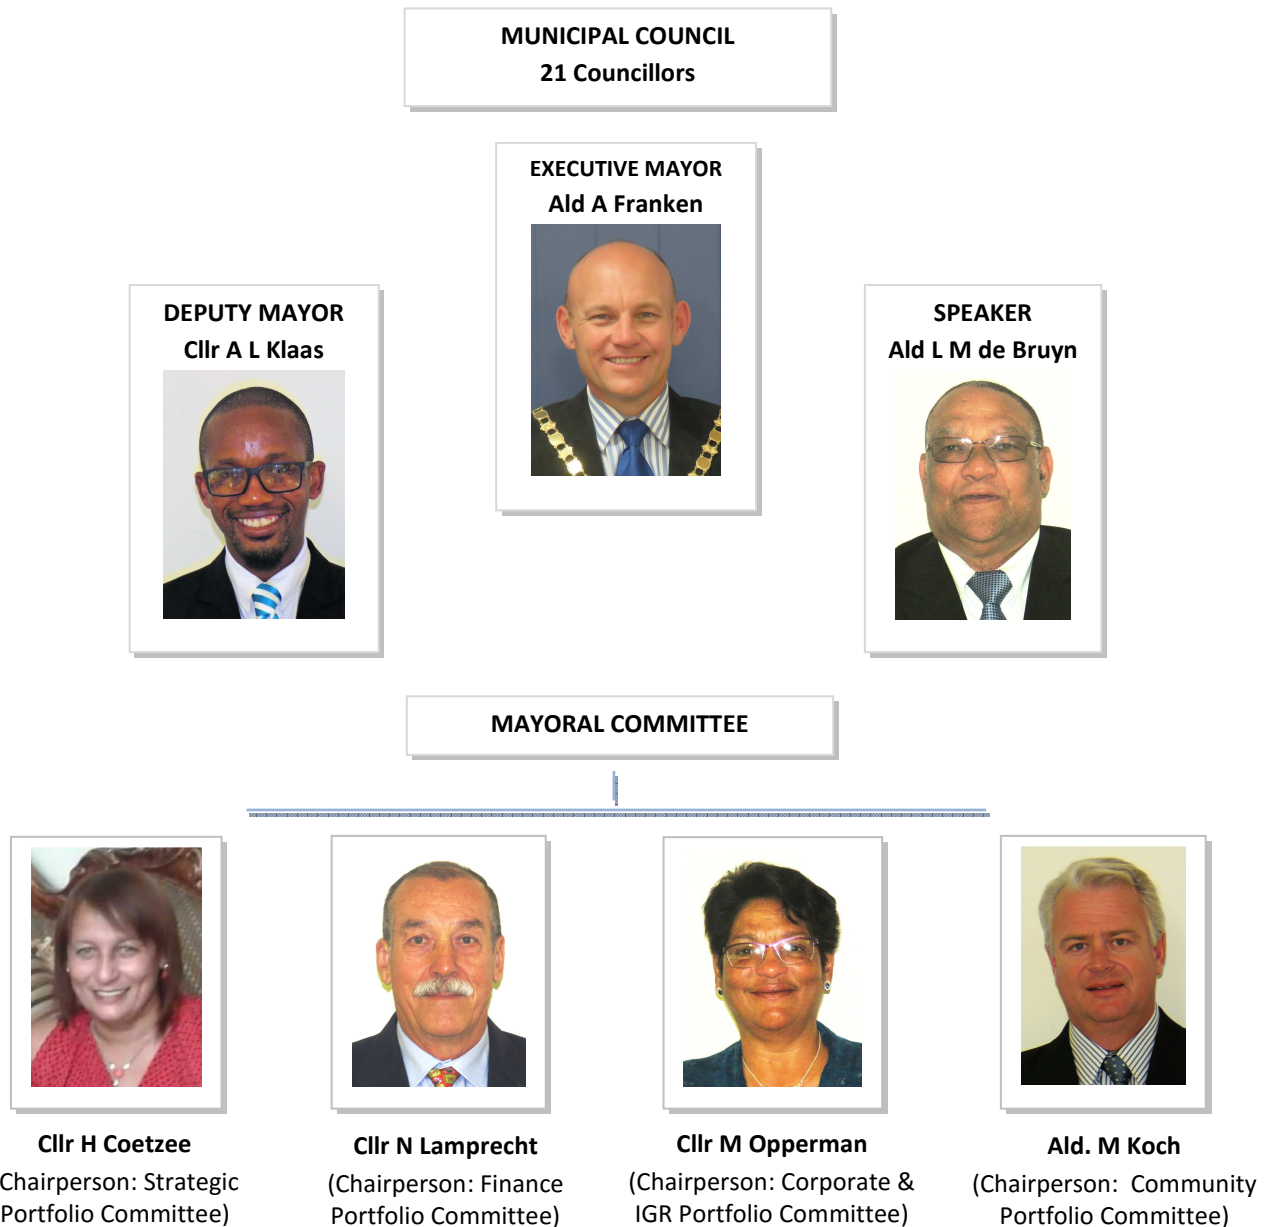 MUNICIPAL COUNCIL
21 Councillors
EXECUTIVE MAYOR
Ald A Franken
DEPUTY MAYOR
Cllr A L Klaas
SPEAKER
Ald L M de Bruyn
MAYORAL COMMITTEE
Cllr H Coetzee
Chairperson: Strategic
Portfolio Committee)
Cllr N Lamprecht
(Chairperson: Finance
Portfolio Committee)
Cllr M Opperman
(Chairperson: Corporate &
IGR Portfolio Committee)
Ald. M Koch
(Chairperson: Community
Portfolio Committee)